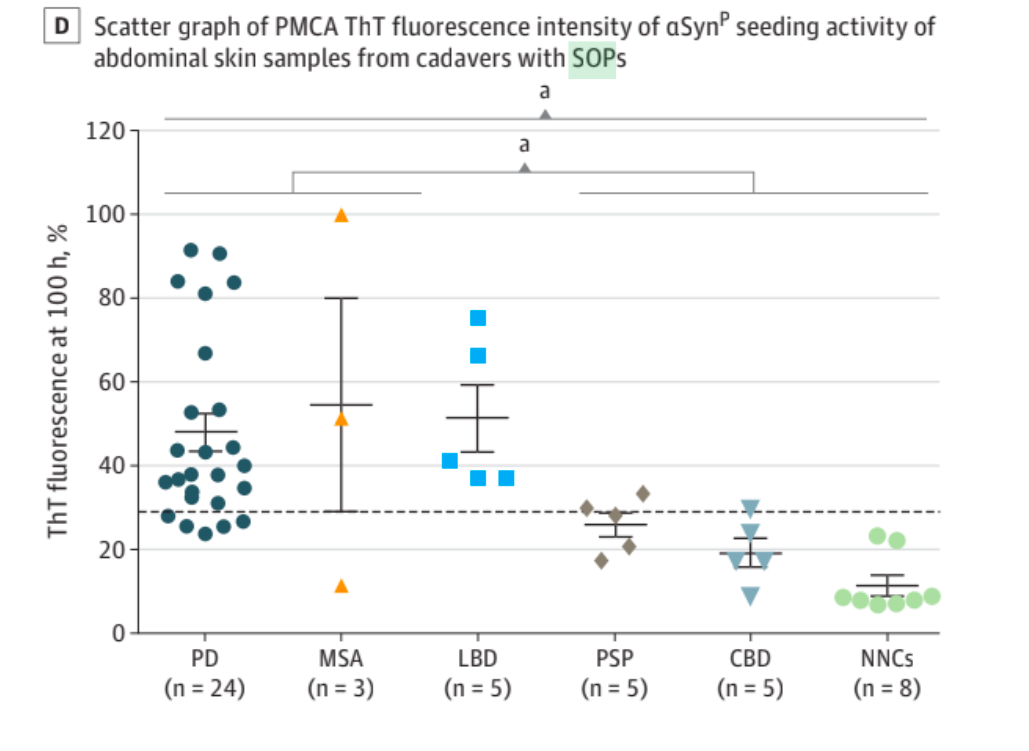 D Scatter graph of PMCA ThT fluorescence intensity of αSynᴾ seeding activity of
abdominal skin samples from cadavers with SOPs
a
a
ThT fluorescence at 100 h, %
120
100
80
60
40
20
0
PD MSA LBD PSP CBD NNCs
(n = 24) (n = 3) (n = 5) (n = 5) (n = 5) (n = 8)